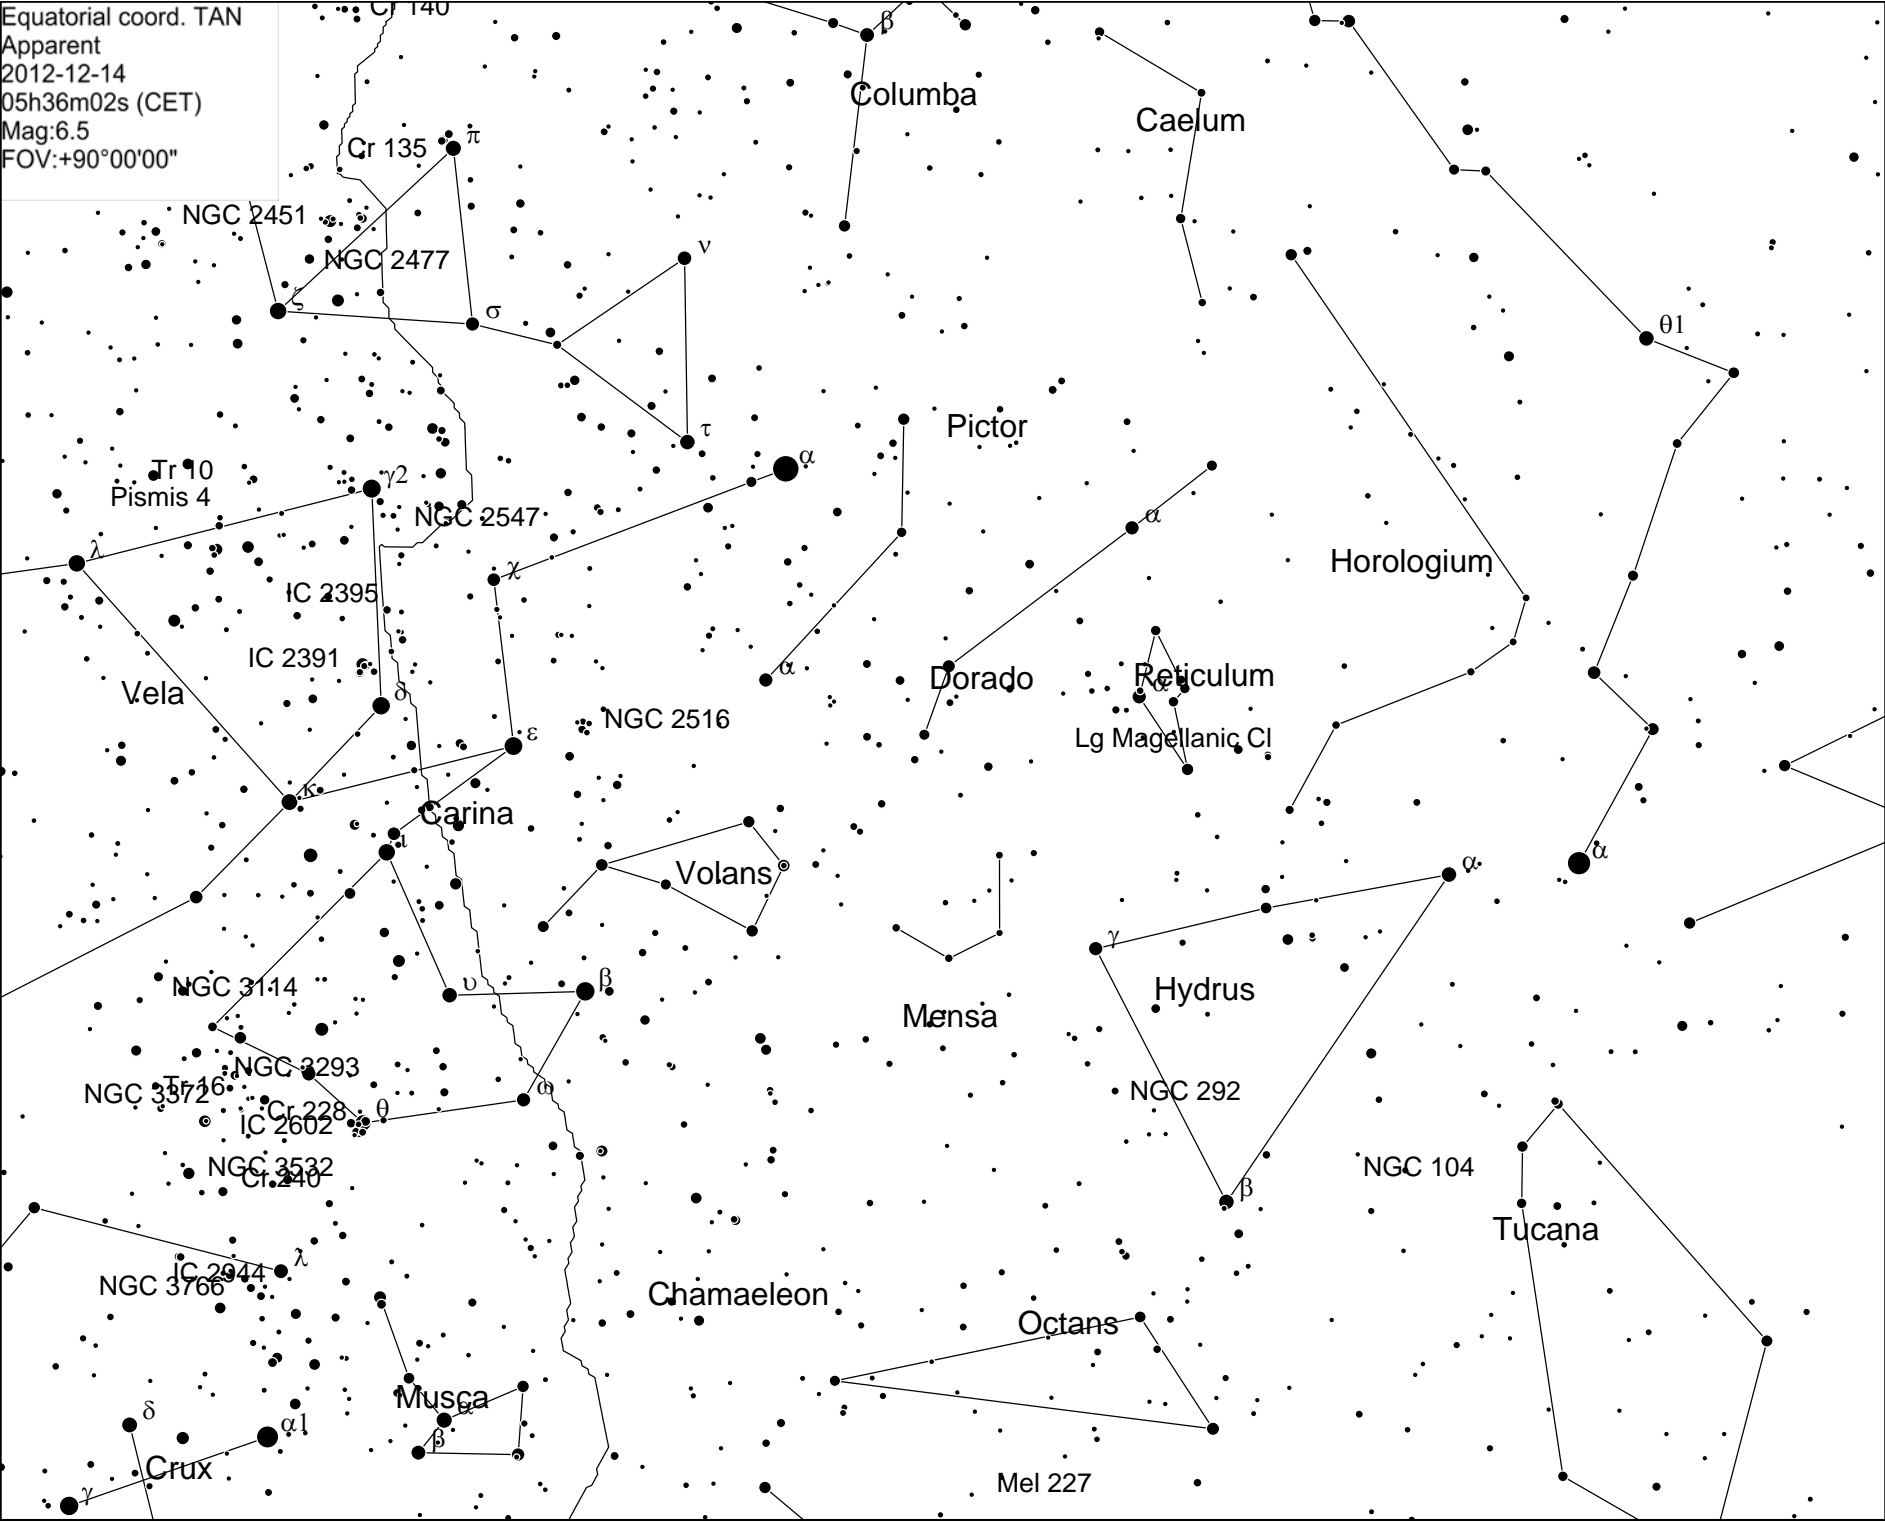 Equatorial coord. TAN
Apparent
2012-12-14
05h36m02s (CET)
Mag:6.5
FOV:+90°00'00"
Cr 140
β
Columba
Caelum
π
Cr 135
NGC 2451
NGC 2477
ν
ζ
σ
θ1
τ
Pictor
α
Tr 10
γ2
Pismis 4
NGC 2547
α
λ
χ
Horologium
IC 2395
IC 2391
α
Dorado
Reticulum
α
Vela
δ
NGC 2516
ε
Lg Magellanic Cl
κ
Carina
ι
Volans
α
α
γ
β
υ
NGC 3114
Hydrus
Mensa
NGC 3293
Tr 16
NGC 3372
ω
NGC 292
Cr 228
θ
IC 2602
NGC 3532
Cr 240
NGC 104
β
Tucana
λ
IC 2944
NGC 3766
Chamaeleon
Octans
Musca
α
δ
α1
β
Crux
γ
Mel 227